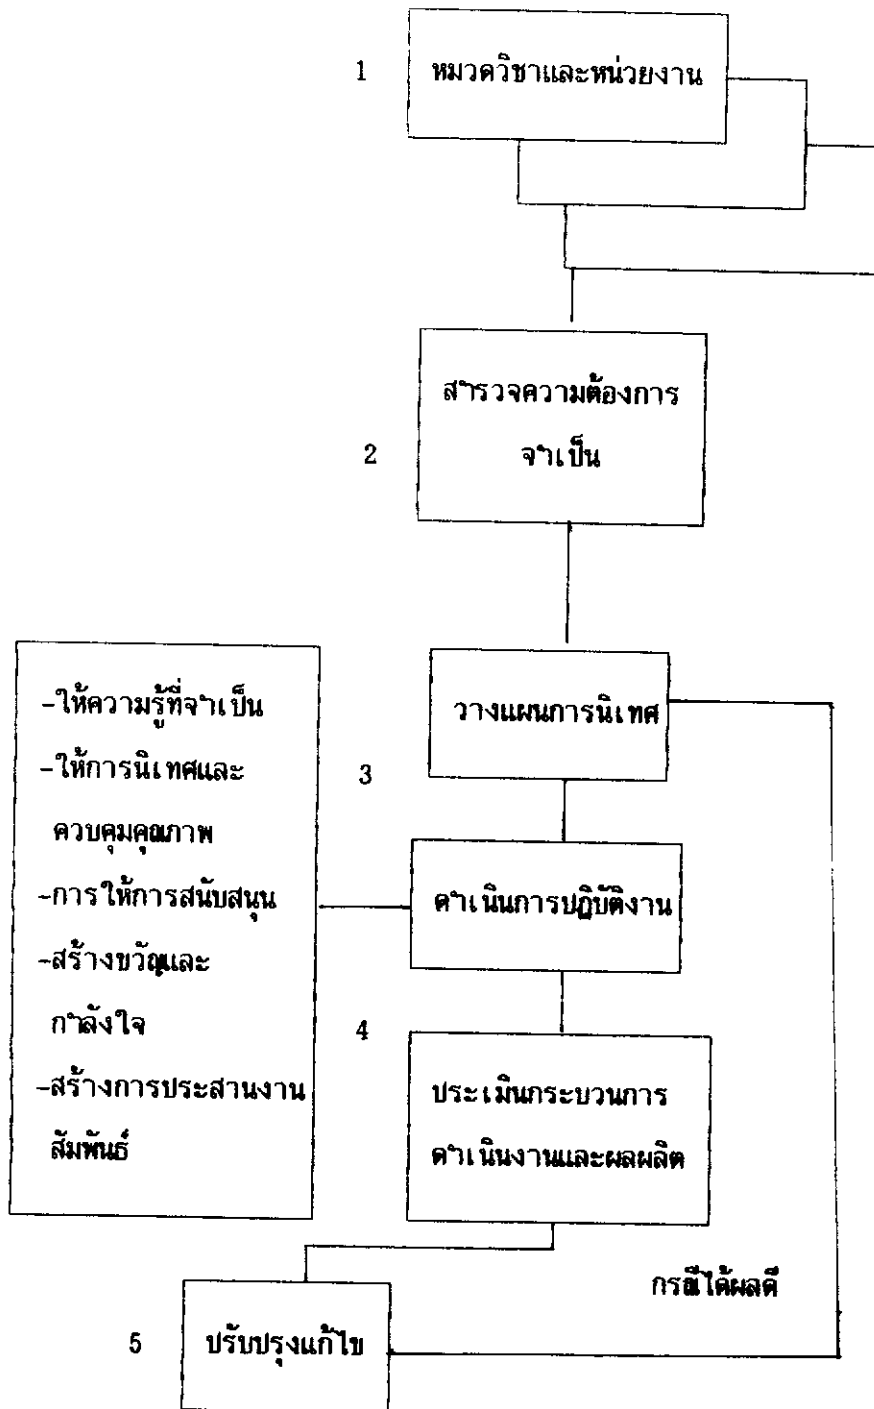 1
หมวดวิชาและหน่วยงาน
สำรวจความต้องการ
2
จำเป็น
วางแผนการนิเทศ
3
-ให้ความรู้ที่จำเป็น
-ให้การนิเทศและ
ควบคุมคุณภาพ
-การให้การสนับสนุน
-สร้างขวัญและ
กำลังใจ
-สร้างการประสานงาน
สัมพันธ์
ดำเนินการปฏิบัติงาน
4
ประเมินกระบวนการ
ดำเนินงานและผลผลิต
กรณีได้ผลดี
5
ปรับปรุงแก้ไข